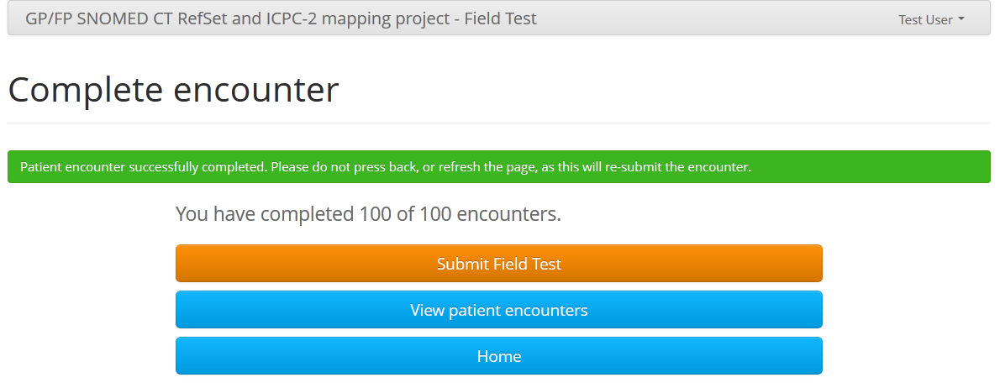 GP/FP SNOMED CT RefSet and ICPC-2 mapping project - Field Test
Test User
Complete encounter
Patient encounter successfully completed. Please do not press back, or refresh the page, as this will re-submit the encounter.
You have completed 100 of 100 encounters.
Submit Field Test
View patient encounters
Home